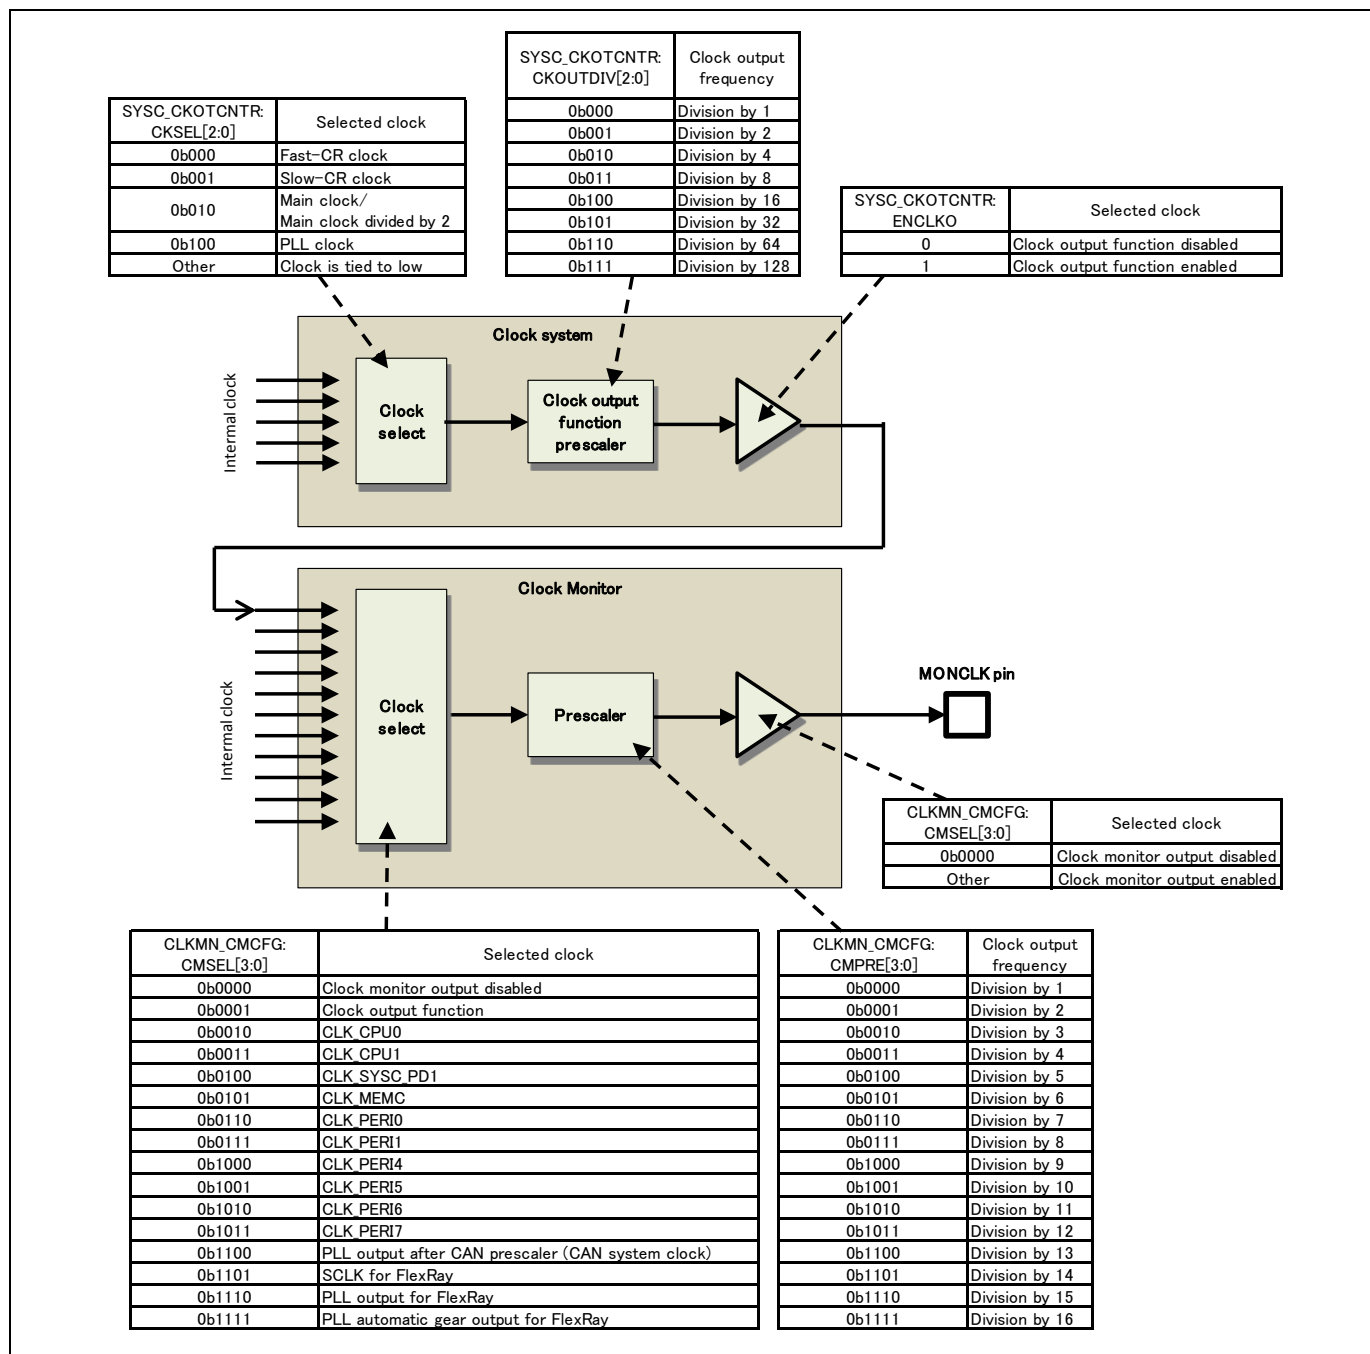 SYSC_CKOTCNTR: CKSEL[2:0] Selected clock
0b000 Fast-CR clock
0b001 Slow-CR clock
0b010 Main clock/ Main clock divided by 2
0b100 PLL clock
Other Clock is tied to low
SYSC_CKOTCNTR: CKOUTDIV[2:0] Clock output frequency
0b000 Division by 1
0b001 Division by 2
0b010 Division by 4
0b011 Division by 8
0b100 Division by 16
0b101 Division by 32
0b110 Division by 64
0b111 Division by 128
SYSC_CKOTCNTR: ENCLKO Selected clock
0 Clock output function disabled
1 Clock output function enabled
Clock system
Intermal clock
Clock select
Clock output function prescaler
Clock Monitor
Intermal clock
Clock select
Prescaler
MONCLK pin
CLKMN_CMCFG: CMSEL[3:0] Selected clock
0b0000 Clock monitor output disabled
Other Clock monitor output enabled
CLKMN_CMCFG: CMSEL[3:0] Selected clock
0b0000 Clock monitor output disabled
0b0001 Clock output function
0b0010 CLK_CPU0
0b0011 CLK_CPU1
0b0100 CLK_SYSC_PD1
0b0101 CLK_MEMC
0b0110 CLK_PERI0
0b0111 CLK_PERI1
0b1000 CLK_PERI4
0b1001 CLK_PERI5
0b1010 CLK_PERI6
0b1011 CLK_PERI7
0b1100 PLL output after CAN prescaler (CAN system clock)
0b1101 SCLK for FlexRay
0b1110 PLL output for FlexRay
0b1111 PLL automatic gear output for FlexRay
CLKMN_CMCFG: CMPRE[3:0] Clock output frequency
0b0000 Division by 1
0b0001 Division by 2
0b0010 Division by 3
0b0011 Division by 4
0b0100 Division by 5
0b0101 Division by 6
0b0110 Division by 7
0b0111 Division by 8
0b1000 Division by 9
0b1001 Division by 10
0b1010 Division by 11
0b1011 Division by 12
0b1100 Division by 13
0b1101 Division by 14
0b1110 Division by 15
0b1111 Division by 16